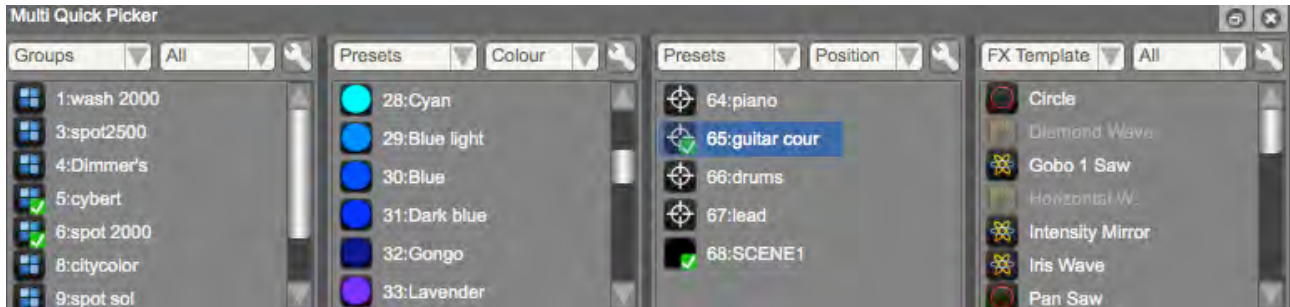 Multi Quick Picker
Groups All
1:wash 2000
3:spot2500
4:Dimmer's
5:cybert
6:spot 2000
8:citycolor
9:spot sol
Presets Colour
28:Cyan
29:Blue light
30:Blue
31:Dark blue
32:Gongo
33:Lavender
Presets Position
64:piano
65:guitar cour
66:drums
67:lead
68:SCENE1
FX Template All
Circle
Diamond Wave
Gobo 1 Saw
Horizontal W...
Intensity Mirror
Iris Wave
Pan Saw